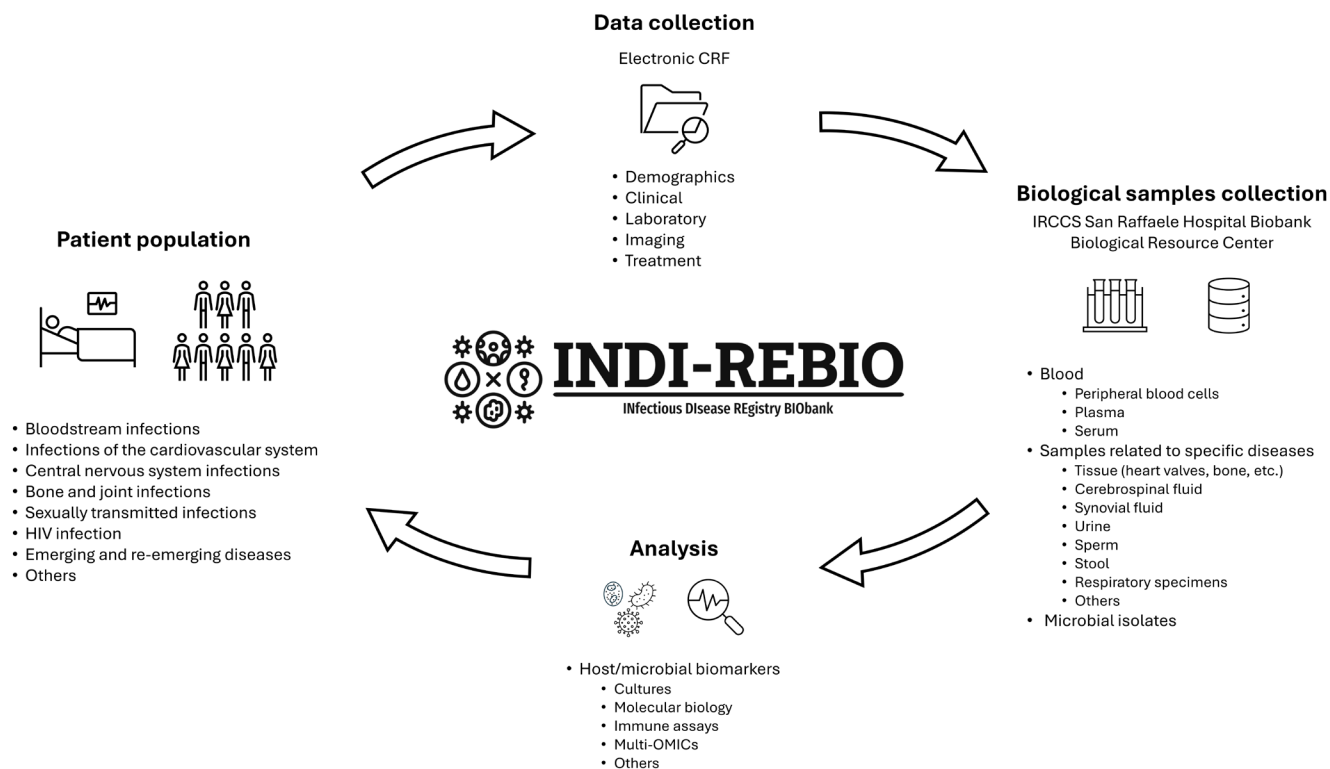 Data collection
Electronic CRF
• Demographics
• Clinical
• Laboratory
• Imaging
• Treatment
Biological samples collection
IRCCS San Raffaele Hospital Biobank
Biological Resource Center
• Blood
• Peripheral blood cells
• Plasma
• Serum
• Samples related to specific diseases
• Tissue (heart valves, bone, etc.)
• Cerebrospinal fluid
• Synovial fluid
• Urine
• Sperm
• Stool
• Respiratory specimens
• Others
• Microbial isolates
Analysis
• Host/microbial biomarkers
• Cultures
• Molecular biology
• Immune assays
• Multi-OMICs
• Others
Patient population
• Bloodstream infections
• Infections of the cardiovascular system
• Central nervous system infections
• Bone and joint infections
• Sexually transmitted infections
• HIV infection
• Emerging and re-emerging diseases
• Others
INDI-REBIO
INfectious DIsease REgistry BIObank